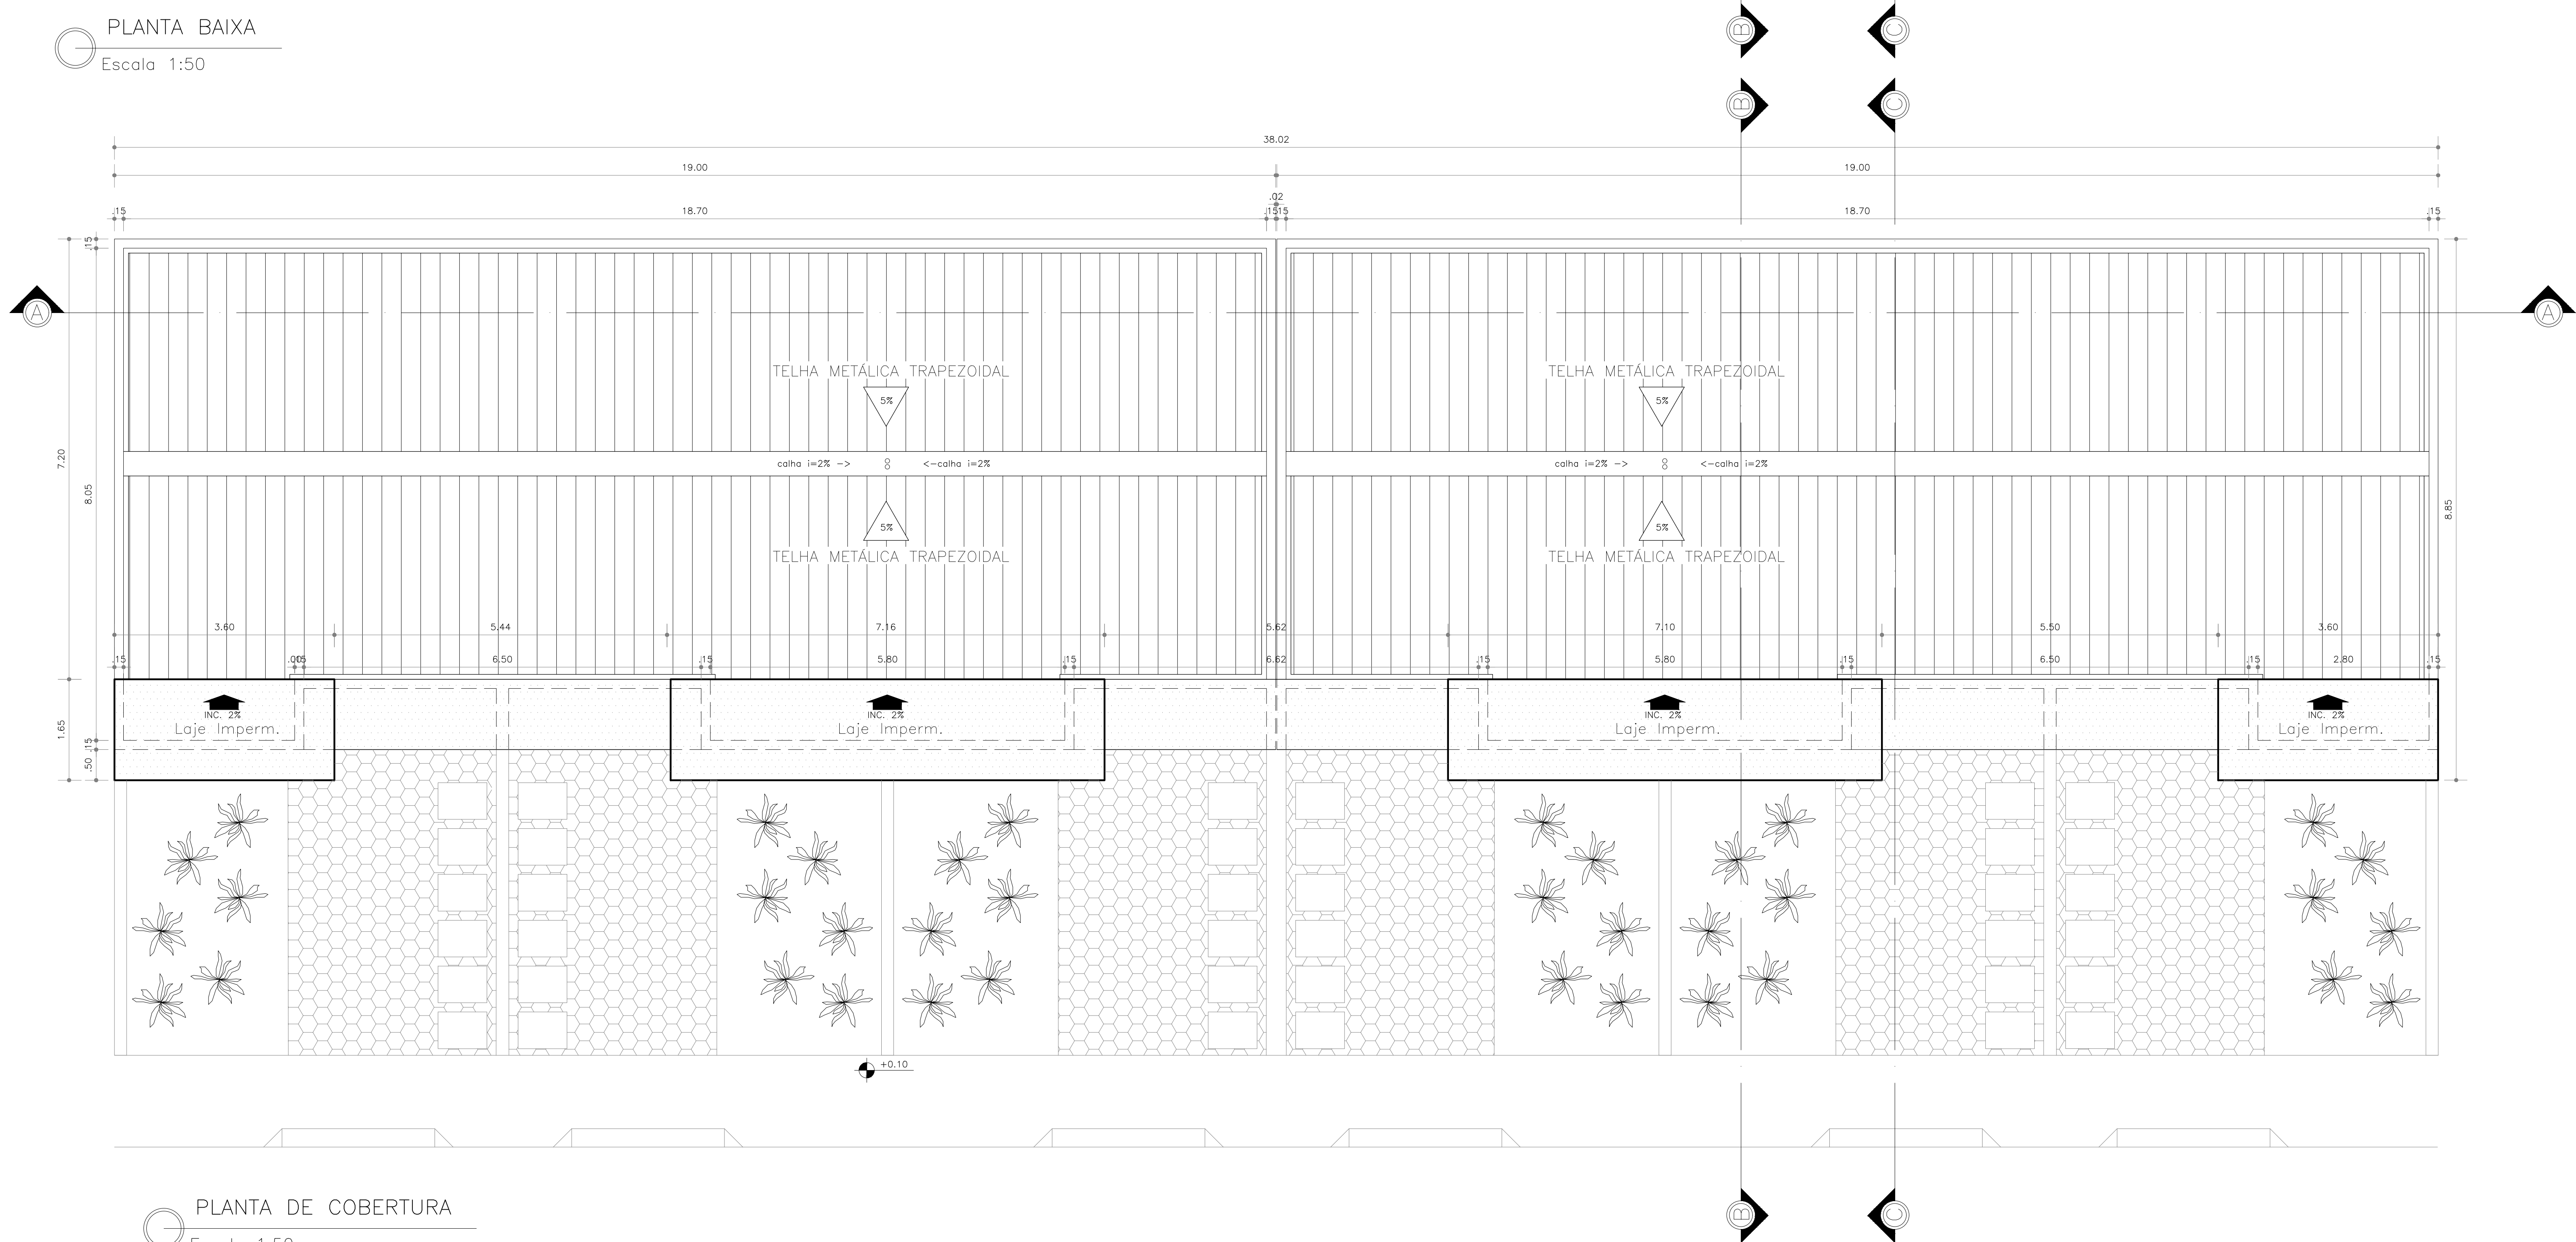 PLANTA BAIXA
Escala 1:50
B
C
B
C
38.02
19.00
19.00
.02
.15
18.70
.15
.15
18.70
.15
.15
A
A
TELHA METÁLICA TRAPEZOIDAL
TELHA METÁLICA TRAPEZOIDAL
5%
5%
7.20
calha i=2% ->
<-calha i=2%
calha i=2% ->
<-calha i=2%
8.05
8.85
5%
5%
TELHA METÁLICA TRAPEZOIDAL
TELHA METÁLICA TRAPEZOIDAL
3.60
5.44
7.16
5.62
7.10
5.50
3.60
.15
.15
6.50
.15
5.80
.15
6.62
.15
5.80
.15
6.50
.15
2.80
.15
INC. 2%
INC. 2%
INC. 2%
INC. 2%
Laje Imperm.
Laje Imperm.
Laje Imperm.
Laje Imperm.
1.65
.15
.50
+0.10
PLANTA DE COBERTURA
B
C